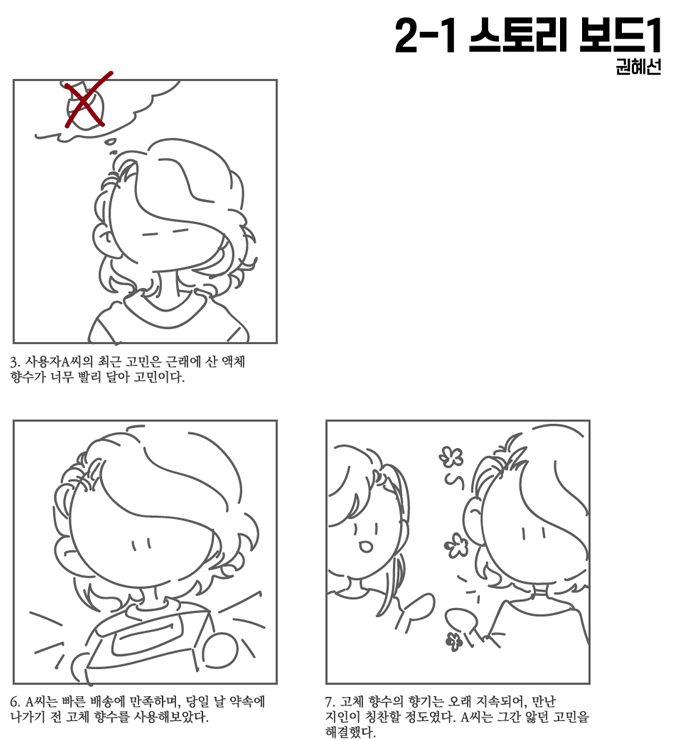 2-1 스토리 보드1
권혜선
3. 사용자A씨의 최근 고민은 근래에 산 액체
향수가 너무 빨리 닳아 고민이다.
6. A씨는 빠른 배송에 만족하며, 당일 날 약속에
나가기 전 고체 향수를 사용해보았다.
7. 고체 향수의 향기는 오래 지속되어, 만난
지인이 칭찬할 정도였다. A씨는 그간 앓던 고민을
해결했다.